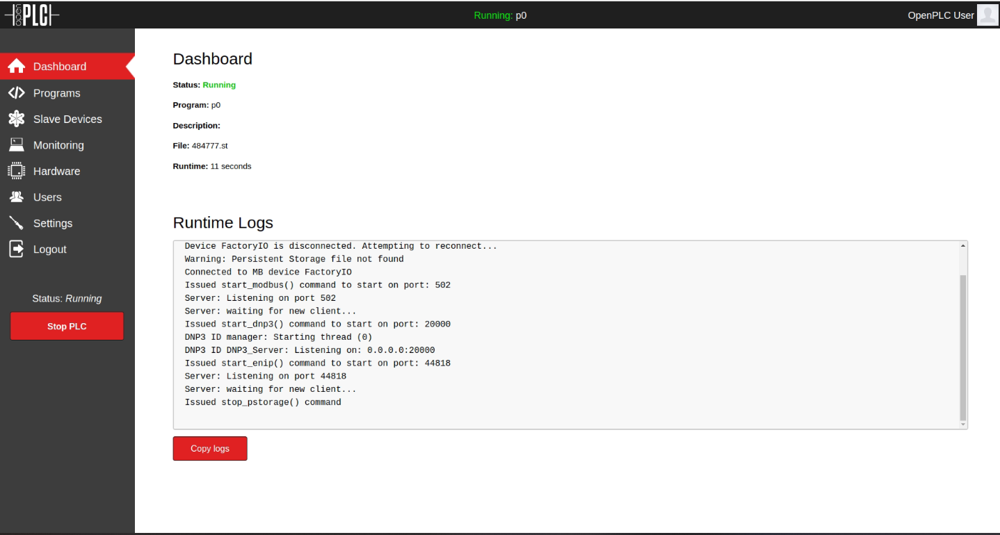 open PLC
Running: p0
OpenPLC User
Dashboard
Programs
Slave Devices
Monitoring
Hardware
Users
Settings
Logout
Status: Running
Stop PLC
Dashboard
Status: Running
Program: p0
Description:
File: 484777.st
Runtime: 11 seconds
Runtime Logs
Device FactoryIO is disconnected. Attempting to reconnect...
Warning: Persistent Storage file not found
Connected to MB device FactoryIO
Issued start_modbus() command to start on port: 502
Server: Listening on port 502
Server: waiting for new client...
Issued start_dnp3() command to start on port: 20000
DNP3 ID manager: Starting thread (0)
DNP3 ID DNP3_Server: Listening on: 0.0.0.0:20000
Issued start_enip() command to start on port: 44818
Server: Listening on port 44818
Server: waiting for new client...
Issued stop_pstorage() command
Copy logs